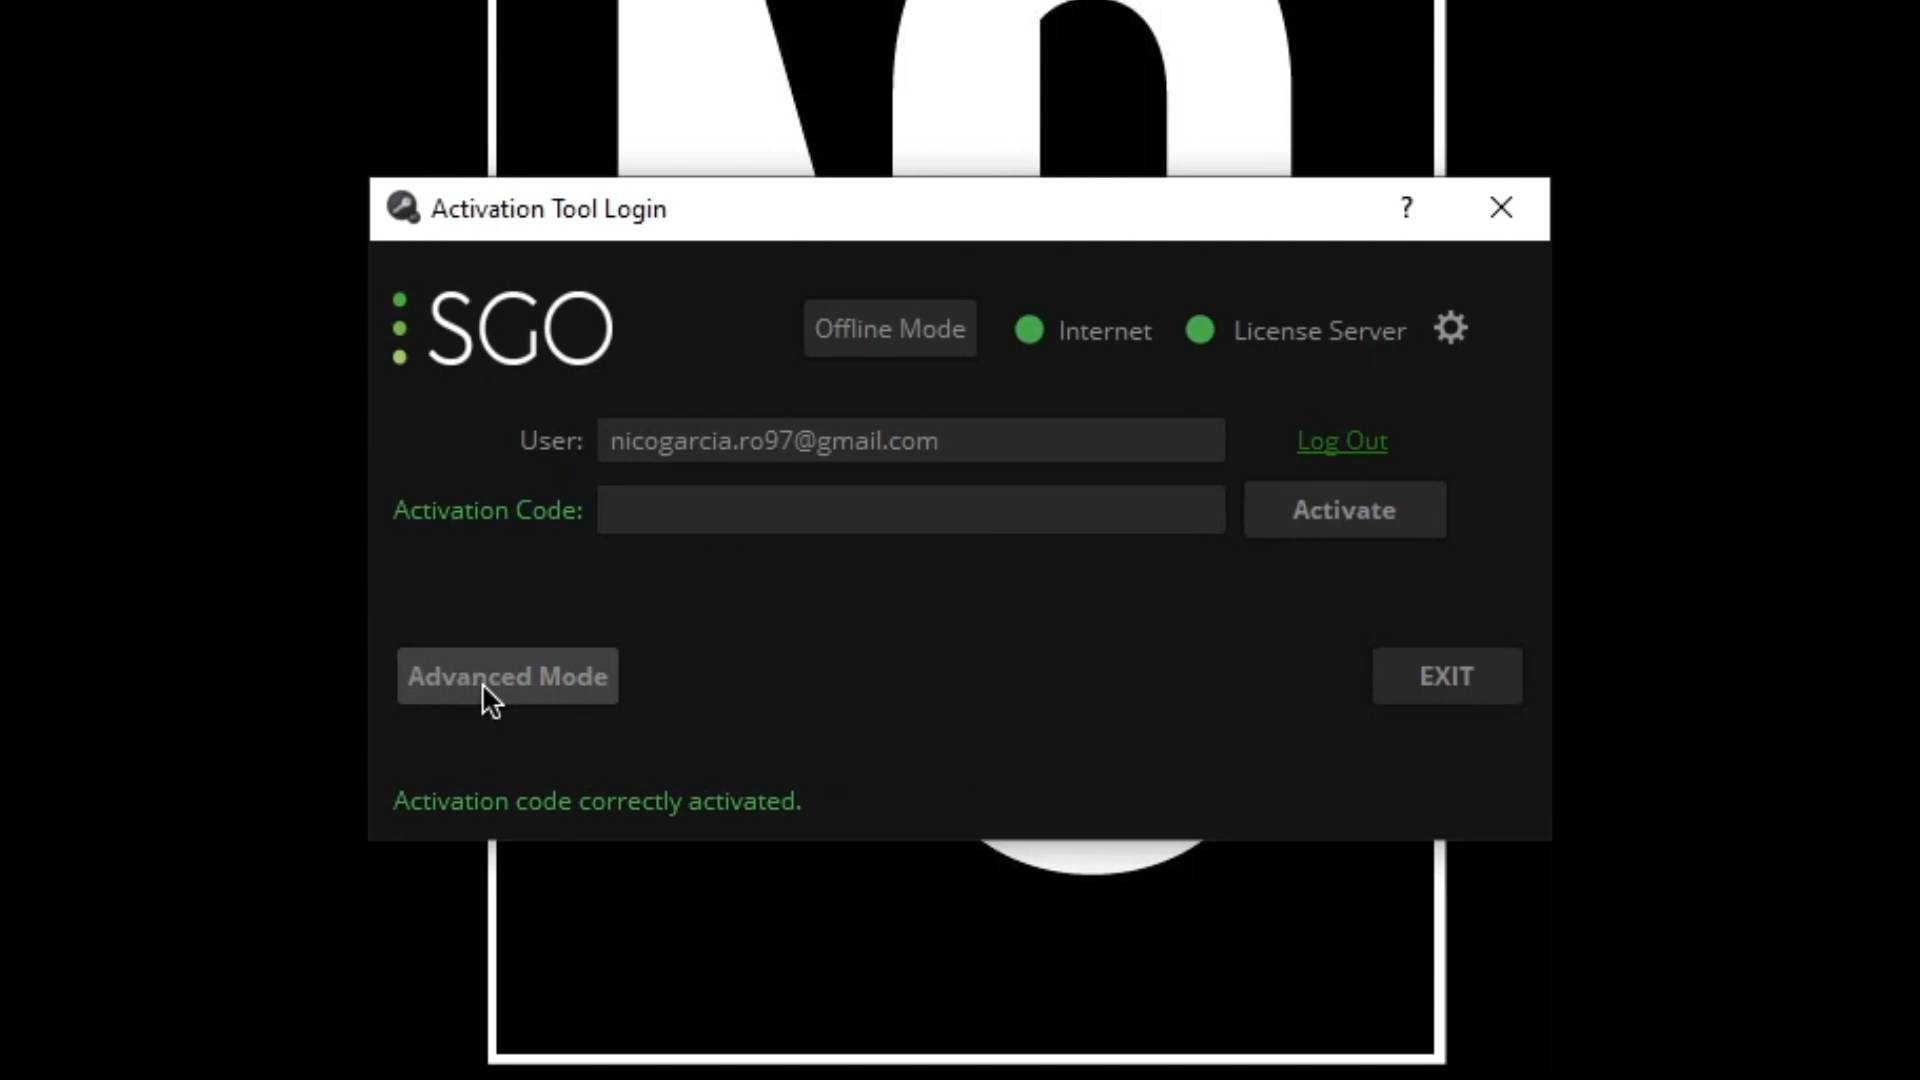 Activation Tool Login ?
SGO
Offline Mode Internet License Server
User: nicogarcia.ro97@gmail.com Log Out
Activation Code: Activate
Advanced Mode EXIT
Activation code correctly activated.